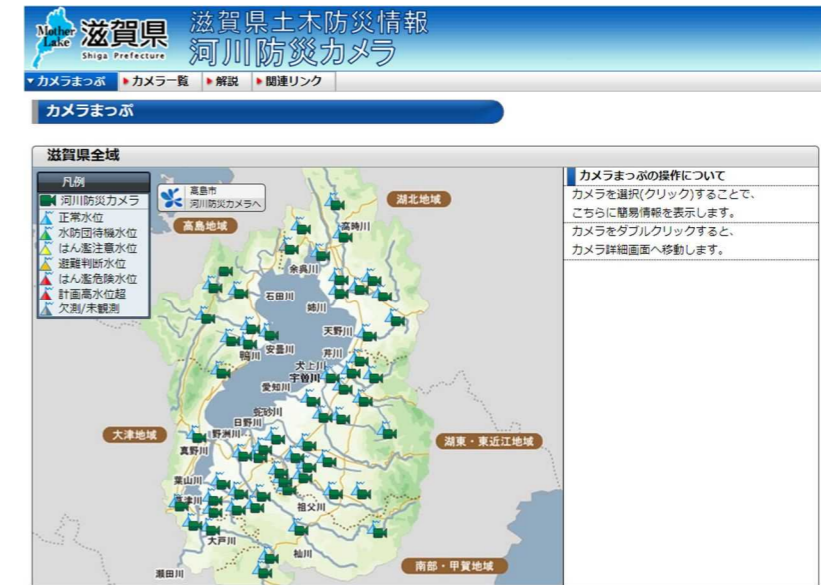 Mother Lake
滋賀県
Shiga Prefecture
滋賀県土木防災情報
河川防災カメラ
カメラまっぷ
カメラ一覧
解説
関連リンク
カメラまっぷ
滋賀県全域
凡例
河川防災カメラ
正常水位
水防団待機水位
はん濫注意水位
避難判断水位
はん濫危険水位
計画高水位超
欠測/未観測
高島市
河川防災カメラへ
高島地域
湖北地域
高時川
余呉川
石田川
姉川
天野川
安曇川
鴨川
芹川
犬上川
宇曽川
愛知川
蛇砂川
日野川
大津地域
野洲川
真野川
湖東・東近江地域
葉山川
草津川
祖父川
大戸川
杣川
南部・甲賀地域
瀬田川
カメラまっぷの操作について
カメラを選択(クリック)することで、
こちらに簡易情報を表示します。
カメラをダブルクリックすると、
カメラ詳細画面へ移動します。